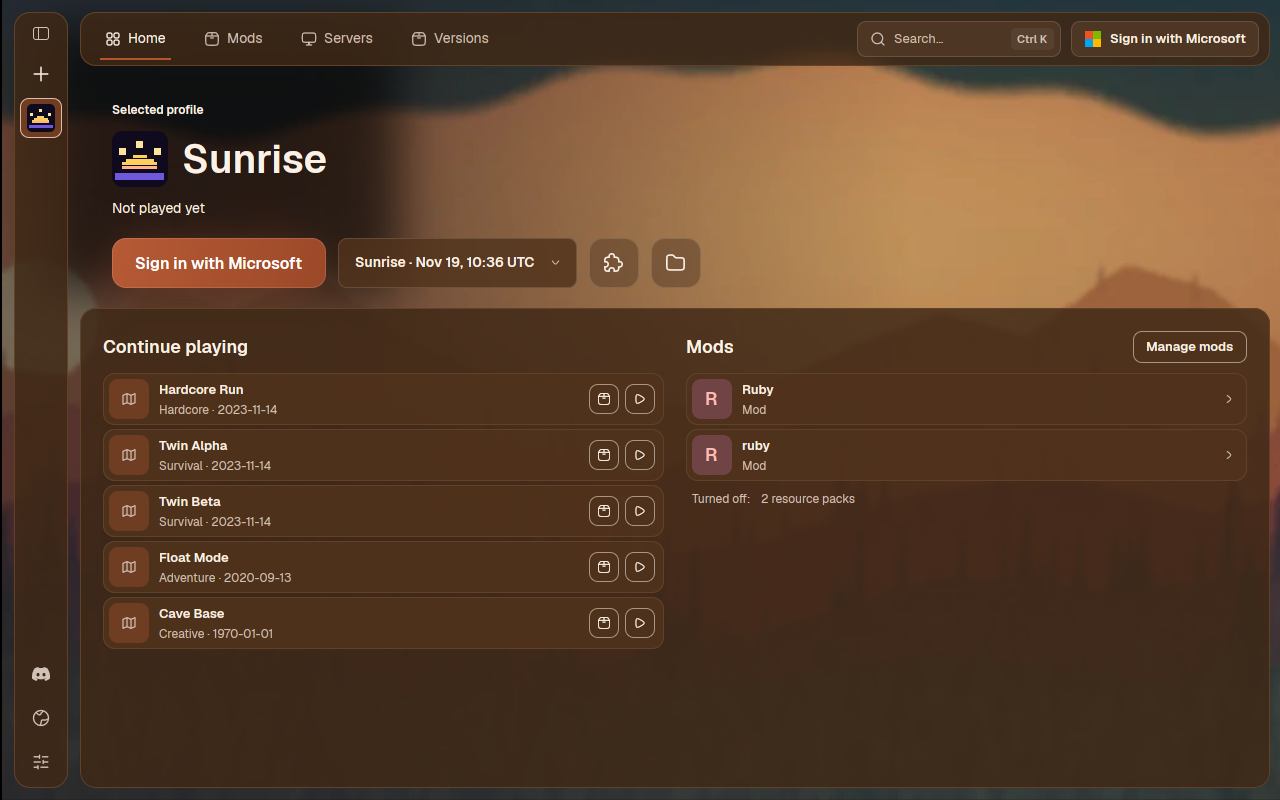 Home
Mods
Servers
Versions
Search...
Ctrl K
Sign in with Microsoft
Selected profile
Sunrise
Not played yet
Sign in with Microsoft
Sunrise · Nov 19, 10:36 UTC
Continue playing
Hardcore Run
Hardcore · 2023-11-14
Twin Alpha
Survival · 2023-11-14
Twin Beta
Survival · 2023-11-14
Float Mode
Adventure · 2020-09-13
Cave Base
Creative · 1970-01-01
Mods
Manage mods
R
Ruby
Mod
R
ruby
Mod
Turned off: 2 resource packs